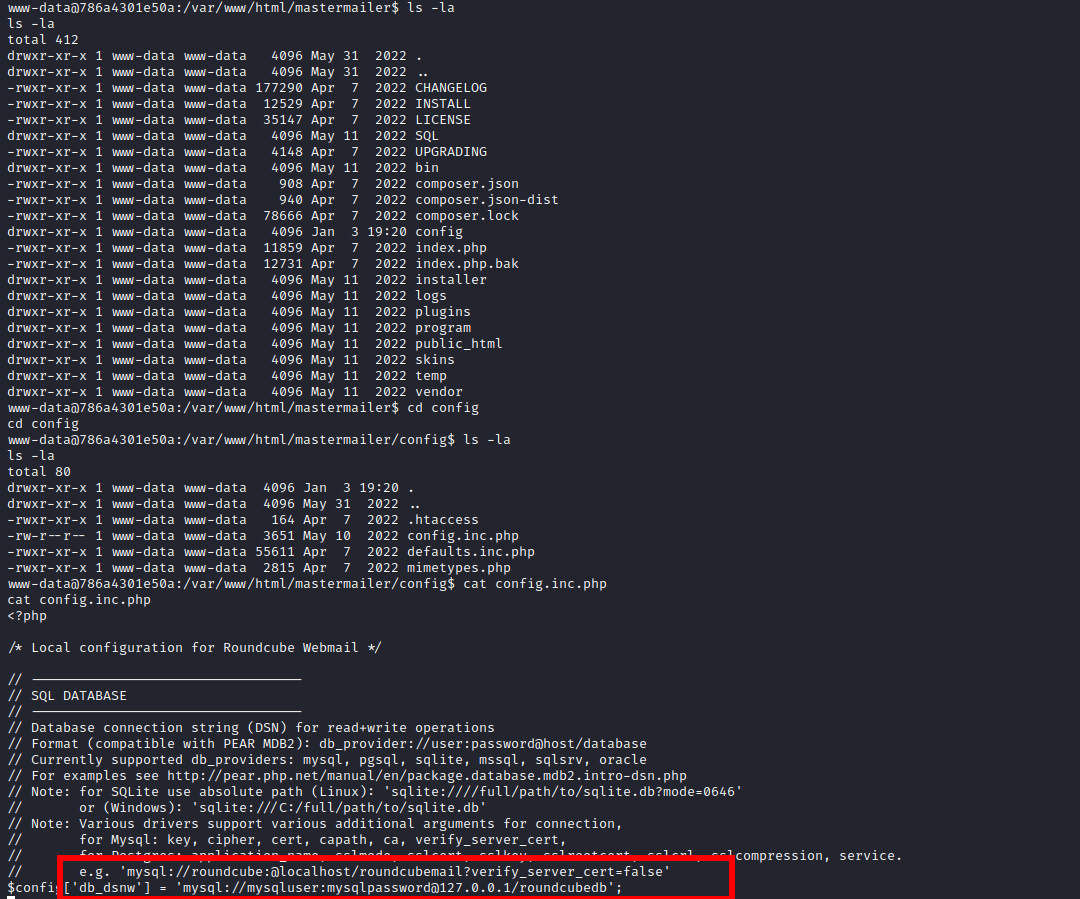 www-data@786a4301e50a:/var/www/html/mastermailer$ ls -la
ls -la
total 412
drwxr-xr-x 1 www-data www-data   4096 May 31  2022 .
drwxr-xr-x 1 www-data www-data   4096 May 31  2022 ..
-rwxr-xr-x 1 www-data www-data 177290 Apr  7  2022 CHANGELOG
-rwxr-xr-x 1 www-data www-data  12529 Apr  7  2022 INSTALL
-rwxr-xr-x 1 www-data www-data  35147 Apr  7  2022 LICENSE
drwxr-xr-x 1 www-data www-data   4096 May 11  2022 SQL
-rwxr-xr-x 1 www-data www-data   4148 Apr  7  2022 UPGRADING
drwxr-xr-x 1 www-data www-data   4096 May 11  2022 bin
-rwxr-xr-x 1 www-data www-data    908 Apr  7  2022 composer.json
-rwxr-xr-x 1 www-data www-data    940 Apr  7  2022 composer.json-dist
-rwxr-xr-x 1 www-data www-data  78666 Apr  7  2022 composer.lock
drwxr-xr-x 1 www-data www-data   4096 Jan  3 19:20 config
-rwxr-xr-x 1 www-data www-data  11859 Apr  7  2022 index.php
-rwxr-xr-x 1 www-data www-data  12731 Apr  7  2022 index.php.bak
drwxr-xr-x 1 www-data www-data   4096 May 11  2022 installer
drwxr-xr-x 1 www-data www-data   4096 May 11  2022 logs
drwxr-xr-x 1 www-data www-data   4096 May 11  2022 plugins
drwxr-xr-x 1 www-data www-data   4096 May 11  2022 program
drwxr-xr-x 1 www-data www-data   4096 May 11  2022 public_html
drwxr-xr-x 1 www-data www-data   4096 May 11  2022 skins
drwxr-xr-x 1 www-data www-data   4096 May 11  2022 temp
drwxr-xr-x 1 www-data www-data   4096 May 11  2022 vendor
www-data@786a4301e50a:/var/www/html/mastermailer$ cd config
cd config
www-data@786a4301e50a:/var/www/html/mastermailer/config$ ls -la
ls -la
total 80
drwxr-xr-x 1 www-data www-data  4096 Jan  3 19:20 .
drwxr-xr-x 1 www-data www-data  4096 May 31  2022 ..
-rwxr-xr-x 1 www-data www-data   164 Apr  7  2022 .htaccess
-rw-r--r-- 1 www-data www-data  3651 May 10  2022 config.inc.php
-rwxr-xr-x 1 www-data www-data 55611 Apr  7  2022 defaults.inc.php
-rwxr-xr-x 1 www-data www-data  2815 Apr  7  2022 mimetypes.php
www-data@786a4301e50a:/var/www/html/mastermailer/config$ cat config.inc.php
cat config.inc.php
<?php
/* Local configuration for Roundcube Webmail */
// ----------------------------------
// SQL DATABASE
// ----------------------------------
// Database connection string (DSN) for read+write operations
// Format (compatible with PEAR MDB2): db_provider://user:password@host/database
// Currently supported db_providers: mysql, pgsql, sqlite, mssql, sqlsrv, oracle
// For examples see http://pear.php.net/manual/en/package.database.mdb2.intro-dsn.php
// Note: for SQLite use absolute path (Linux): 'sqlite:////full/path/to/sqlite.db?mode=0646'
//       or (Windows): 'sqlite:///C:/full/path/to/sqlite.db'
// Note: Various drivers support various additional arguments for connection,
//       for Mysql: key, cipher, cert, capath, ca, verify_server_cert,
//       for Postgres: application_name, sslmode, sslcert, sslkey, sslrootcert, sslcrl, sslcompression, service.
//       e.g. 'mysql://roundcube:@localhost/roundcubemail?verify_server_cert=false'
$config['db_dsnw'] = 'mysql://mysqluser:mysqlpassword@127.0.0.1/roundcubedb';